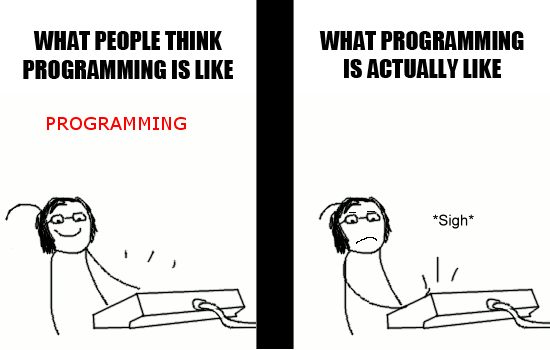 WHAT PEOPLE THINK
PROGRAMMING IS LIKE
PROGRAMMING
WHAT PROGRAMMING
IS ACTUALLY LIKE
*Sigh*